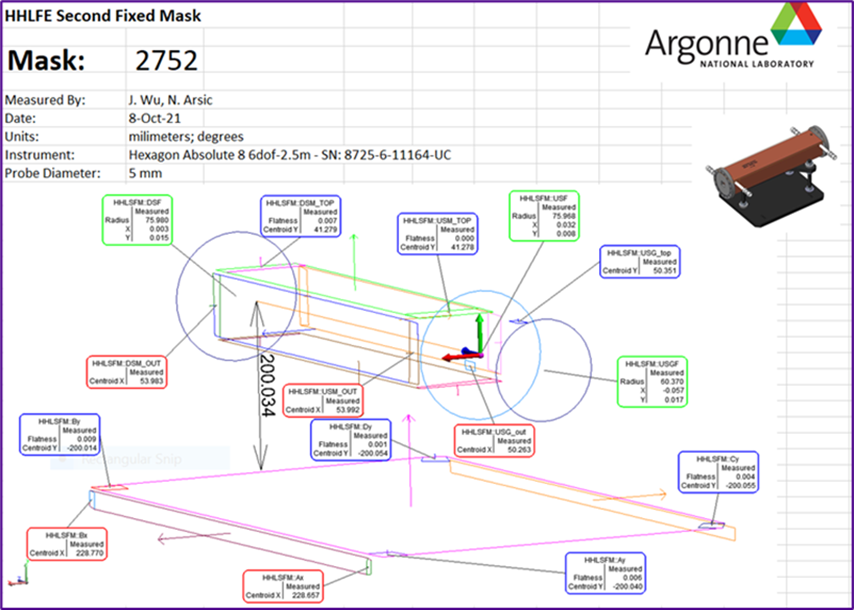 HHLFE Second Fixed Mask
Mask: 2752
Argonne
NATIONAL LABORATORY
Measured By: J. Wu, N. Arsic
Date: 8-Oct-21
Units: milimeters; degrees
Instrument: Hexagon Absolute 8 6dof-2.5m - SN: 8725-6-11164-UC
Probe Diameter: 5 mm
HHLSFM::DSF
Measured
Radius 75.980
X 0.003
Y 0.015
HHLSFM::DSM_TOP
Measured
Flatness 0.007
Centroid Y 41.279
HHLSFM::USM_TOP
Measured
Flatness 0.000
Centroid Y 41.278
HHLSFM::USF
Measured
Radius 75.968
X 0.032
Y 0.008
HHLSFM::USG_top
Measured
Centroid Y 50.351
HHLSFM::DSM_OUT
Measured
Centroid X 53.983
200.034
HHLSFM::USM_OUT
Measured
Centroid X 53.992
HHLSFM::USGF
Measured
Radius 60.370
X -0.057
Y 0.017
HHLSFM::By
Measured
Flatness 0.009
Centroid Y -200.014
Rectangular Snip
HHLSFM::Dy
Measured
Flatness 0.001
Centroid Y -200.054
HHLSFM::USG_out
Measured
Centroid X 50.263
HHLSFM::Cy
Measured
Flatness 0.004
Centroid Y -200.055
HHLSFM::Bx
Measured
Centroid X 228.770
HHLSFM::Ax
Measured
Centroid X 228.657
HHLSFM::Ay
Measured
Flatness 0.006
Centroid Y -200.040